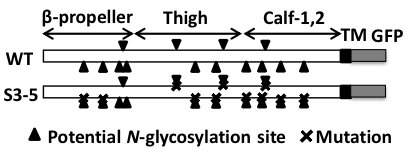 β-propeller Thigh Calf-1,2
TM GFP
WT
S3-5
Potential N-glycosylation site Mutation